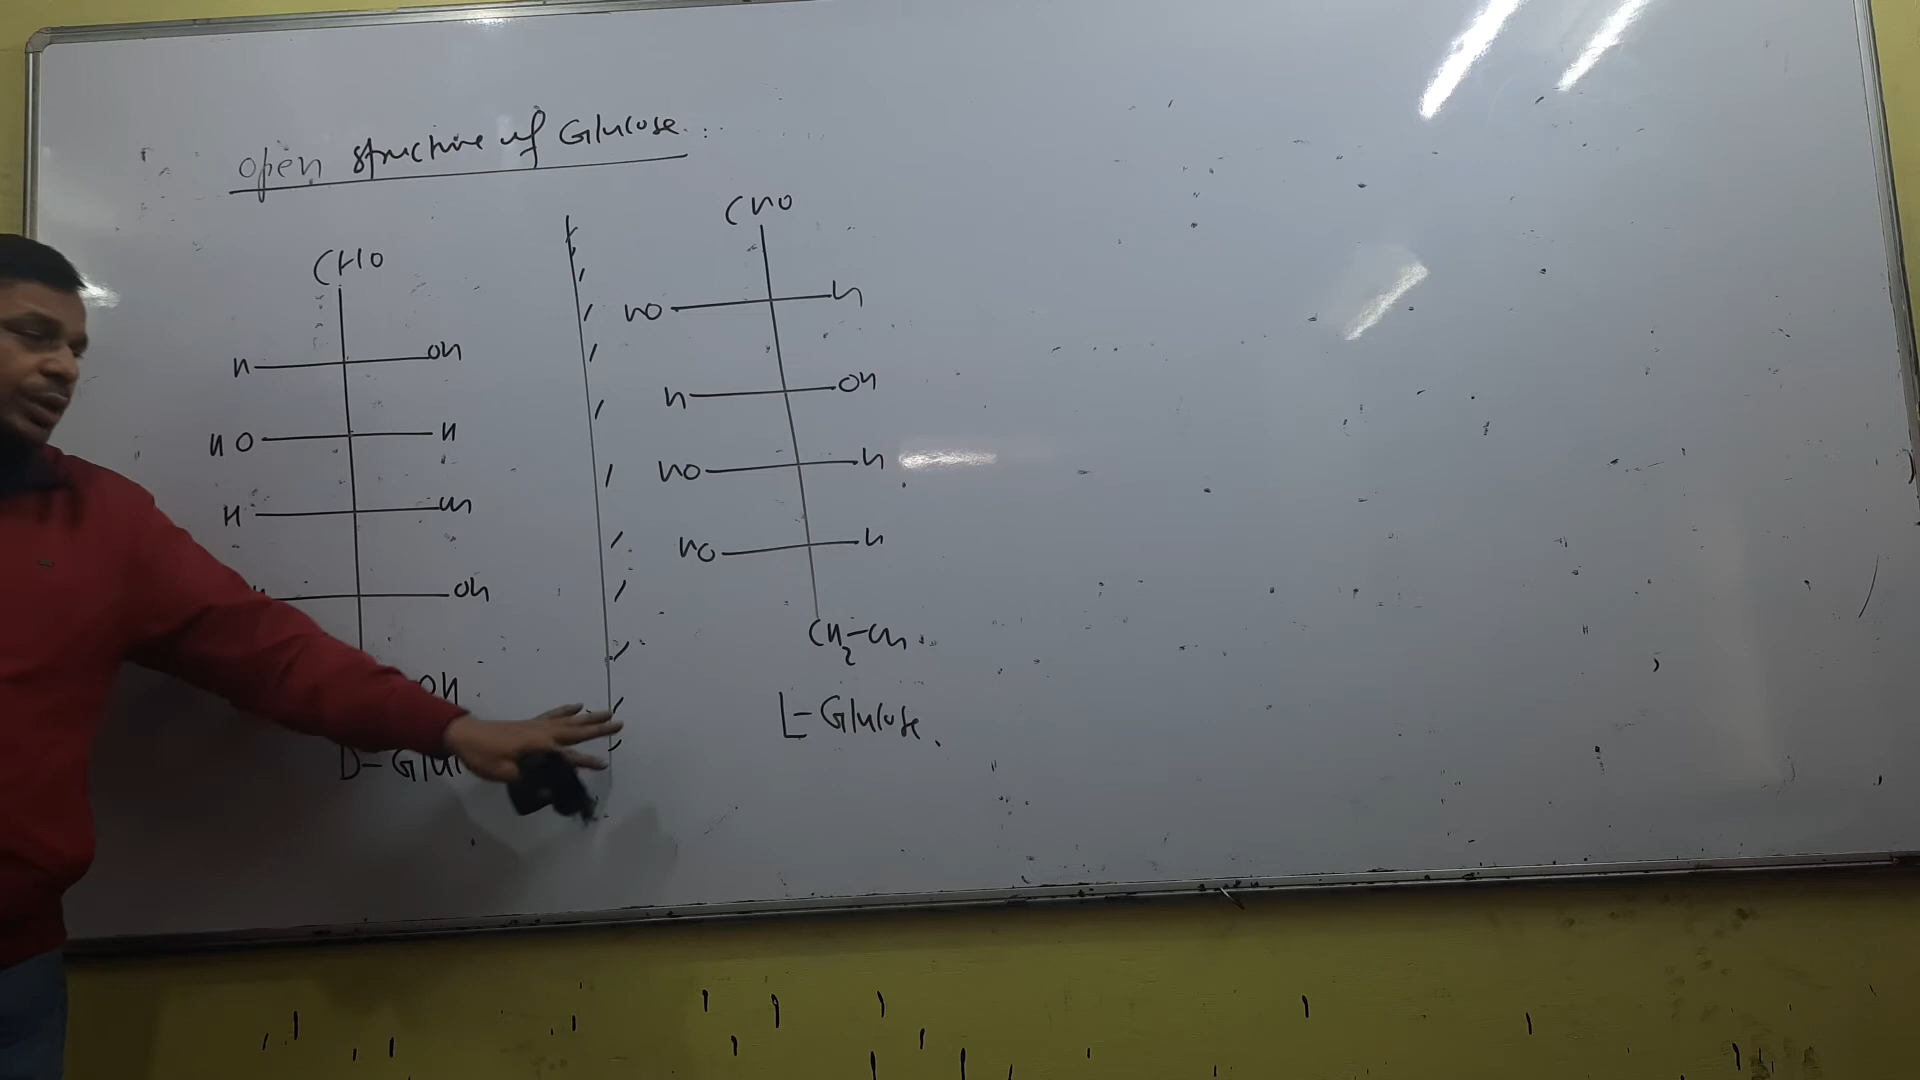 Open structure of Glucose..
CHO
H OH
HO H
H OH
OH
OH
D-Glu
CHO
HO H
H OH
HO H
HO H
CH2-OH
L-Glucose.